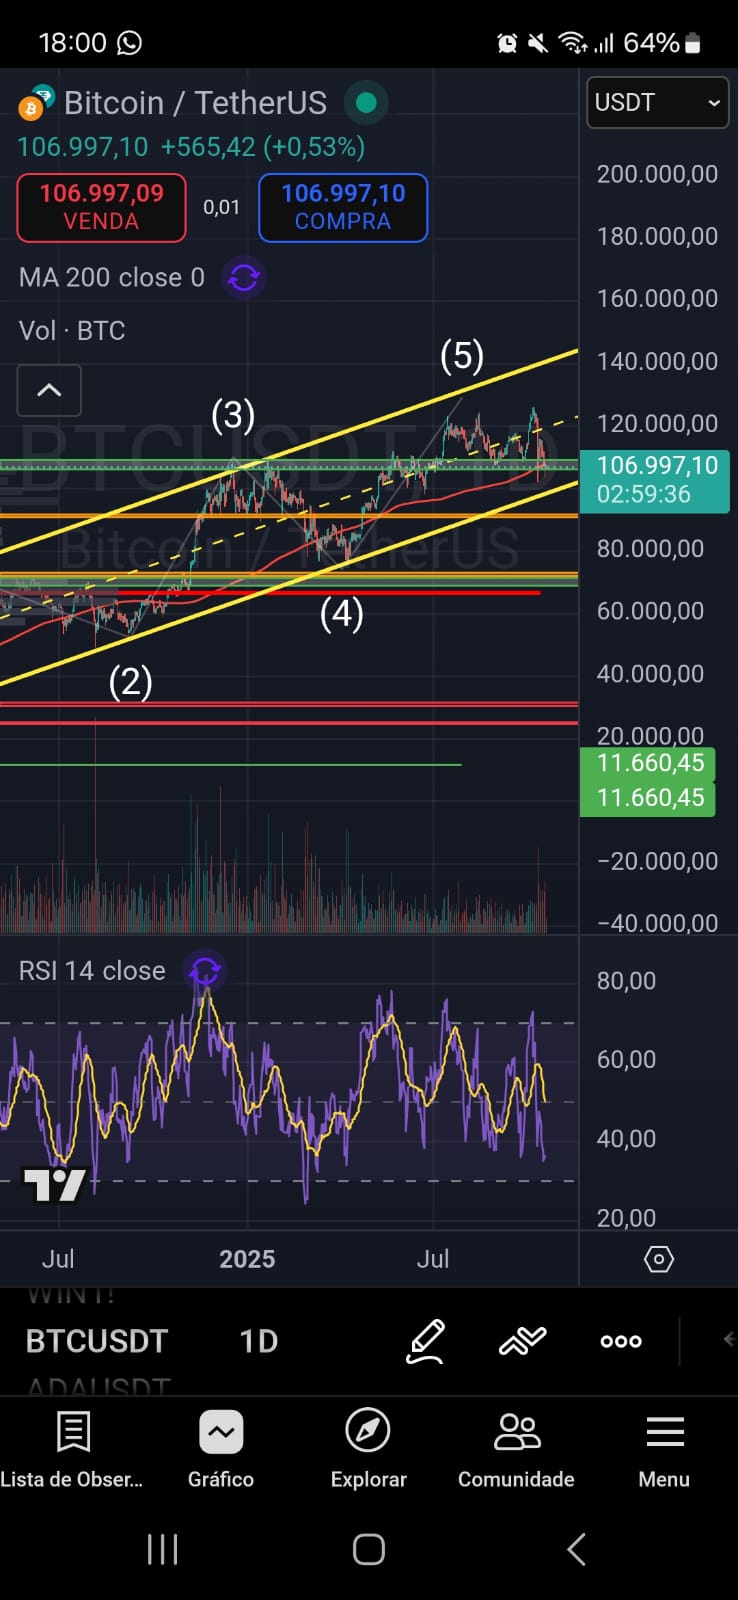 18:00 64%
Bitcoin / TetherUS
USDT
106.997,10 +565,42 (+0,53%)
106.997,09
VENDA
0,01
106.997,10
COMPRA
MA 200 close 0
Vol · BTC
200.000,00
180.000,00
160.000,00
140.000,00
120.000,00
106.997,10
02:59:36
80.000,00
60.000,00
40.000,00
20.000,00
11.660,45
11.660,45
−20.000,00
−40.000,00
(5)
(3)
(4)
(2)
BTCUSDT, 1D
Bitcoin / TetherUS
RSI 14 close
80,00
60,00
40,00
20,00
Jul 2025 Jul
WINT!
BTCUSDT 1D
ADAUSDT
Lista de Obser... Gráfico Explorar Comunidade Menu